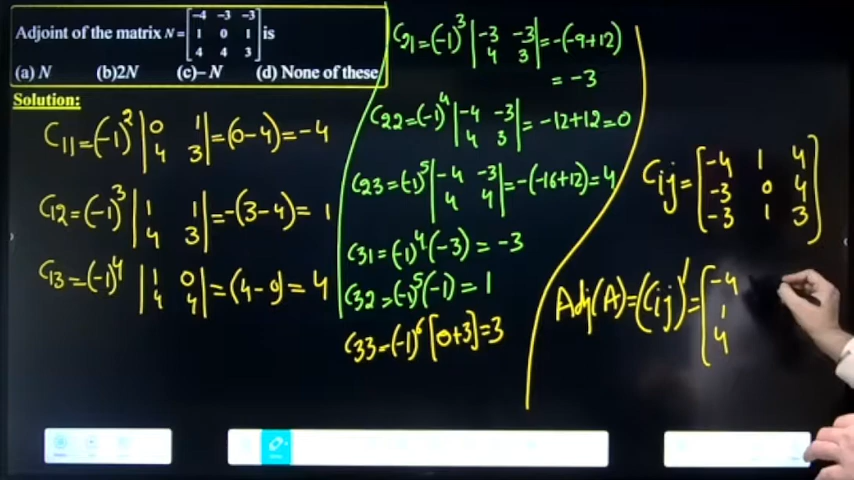 Adjoint of the matrix N = [-4 -3 -3
1 0 1
4 4 3] is
(a) N (b)2N (c)– N (d) None of these
Solution:
C11=(-1)^2 |0 1
4 3| =(0-4)=-4
C12=(-1)^3 |1 1
4 3| =-(3-4)= 1
C13=(-1)^4 |1 0
4 4| =(4-0)= 4
C21=(-1)^3 |-3 -3
4 3| =-(-9+12)
= -3
C22=(-1)^4 |-4 -3
4 3| = -12+12=0
C23=(-1)^5 |-4 -3
4 4| =-(-16+12)=4
C31=(-1)^4(-3) = -3
C32=(-1)^5(-1) = 1
C33=(-1)^6[0+3]=3
Cij= [-4 1 4
-3 0 4
-3 1 3]
Adj(A)=(Cij)'= [-4
1
4